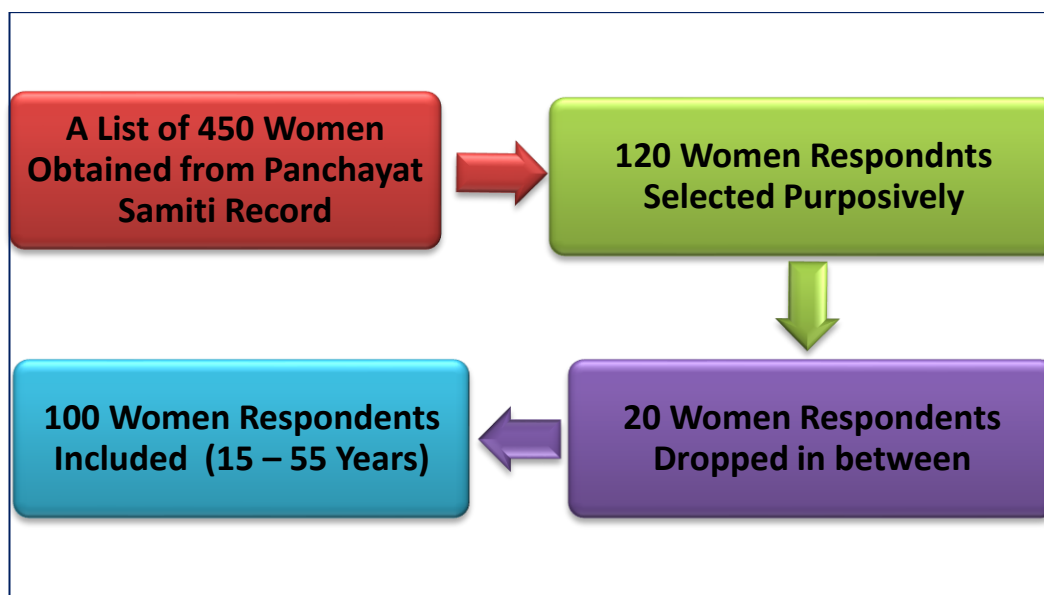 A List of 450 Women
Obtained from Panchayat
Samiti Record
120 Women Respondnts
Selected Purposively
20 Women Respondents
Dropped in between
100 Women Respondents
Included (15 – 55 Years)